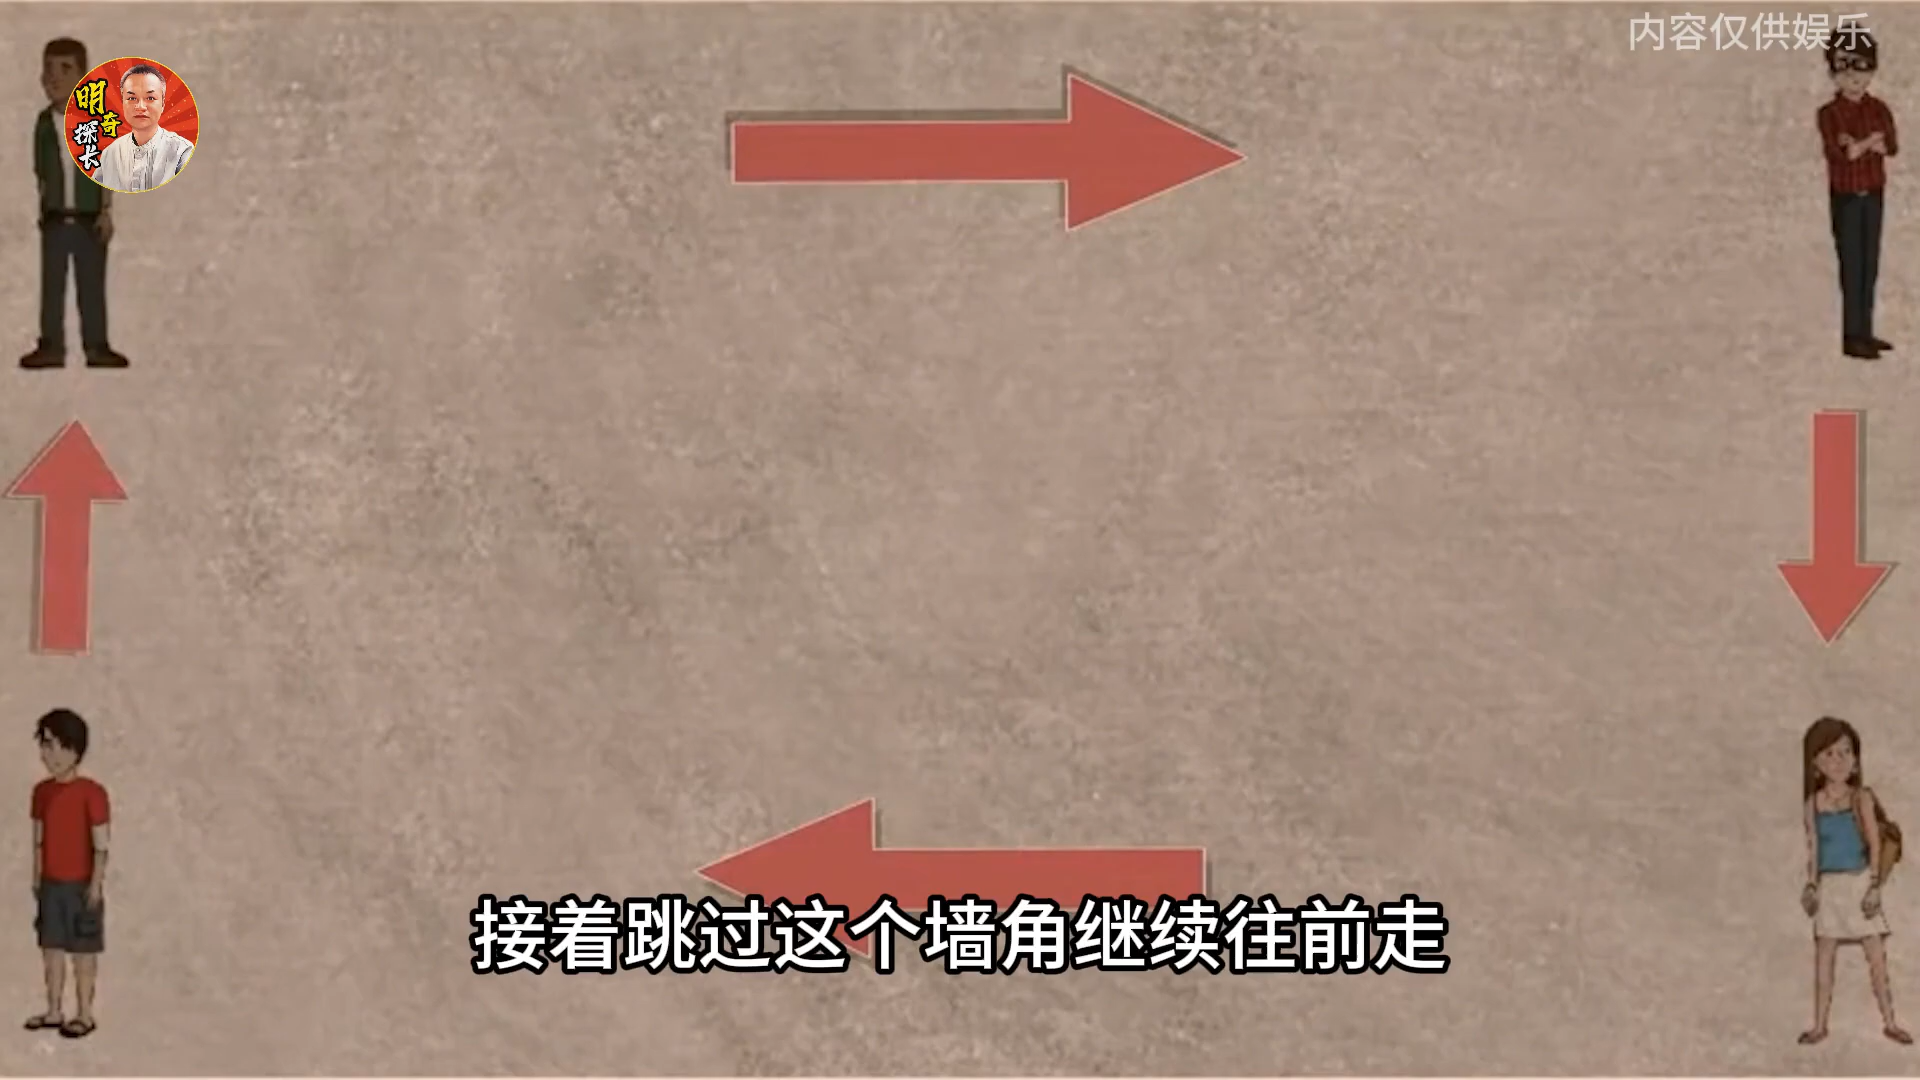 内容仅供娱乐
明奇
探长
接着跳过这个墙角继续往前走